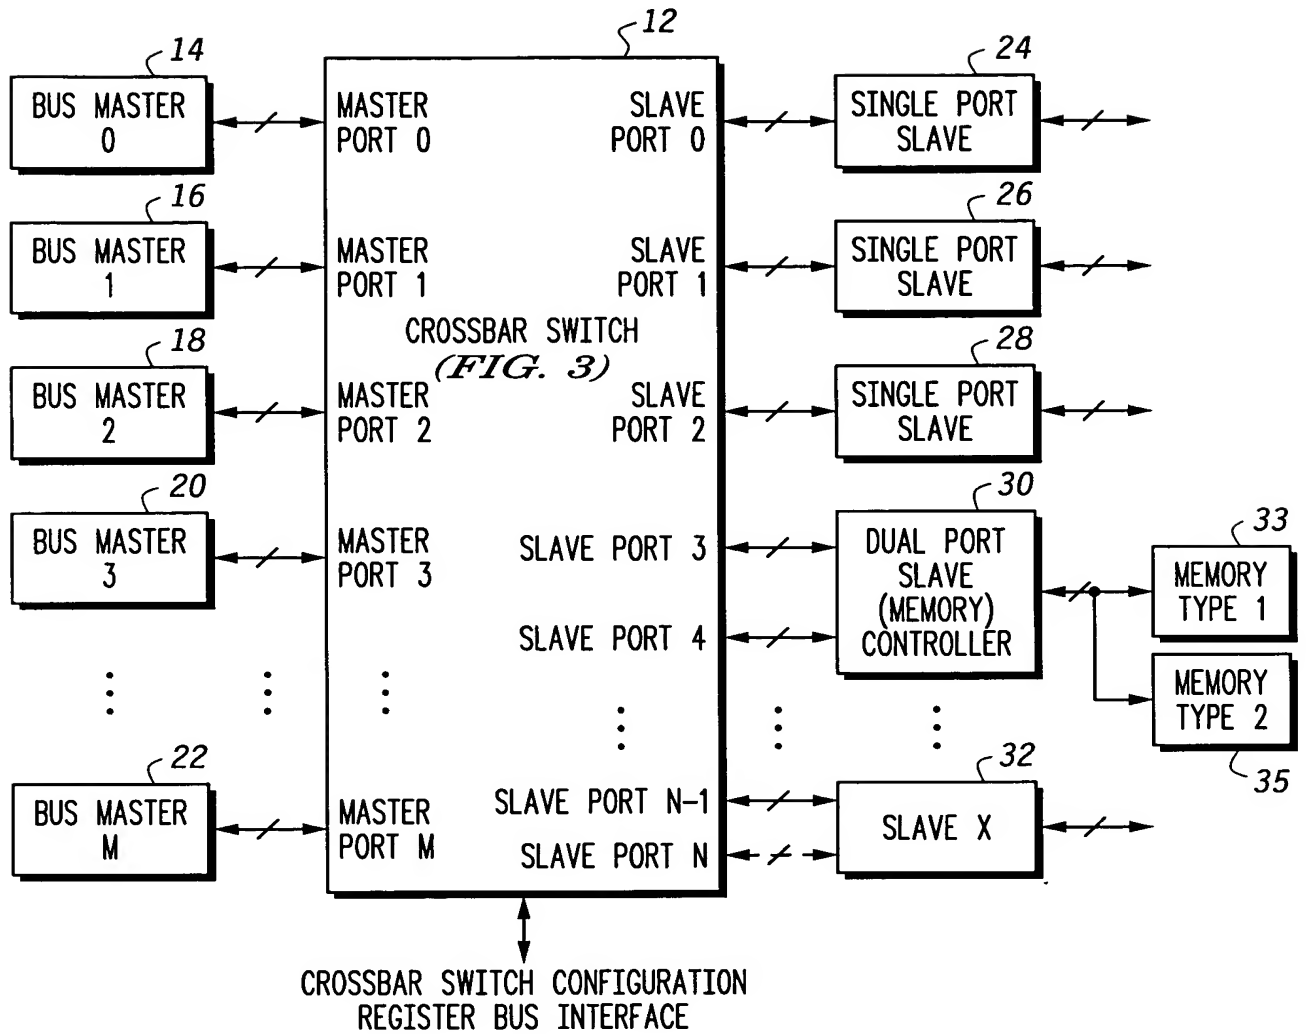 12
14
BUS MASTER
0
16
BUS MASTER
1
18
BUS MASTER
2
20
BUS MASTER
3
22
BUS MASTER
M
MASTER
PORT 0
MASTER
PORT 1
CROSSBAR SWITCH
(FIG. 3)
MASTER
PORT 2
MASTER
PORT 3
MASTER
PORT M
SLAVE
PORT 0
SLAVE
PORT 1
SLAVE
PORT 2
SLAVE PORT 3
SLAVE PORT 4
SLAVE PORT N-1
SLAVE PORT N
24
SINGLE PORT
SLAVE
26
SINGLE PORT
SLAVE
28
SINGLE PORT
SLAVE
30
DUAL PORT
SLAVE
(MEMORY)
CONTROLLER
33
MEMORY
TYPE 1
MEMORY
TYPE 2
35
32
SLAVE X
CROSSBAR SWITCH CONFIGURATION
REGISTER BUS INTERFACE